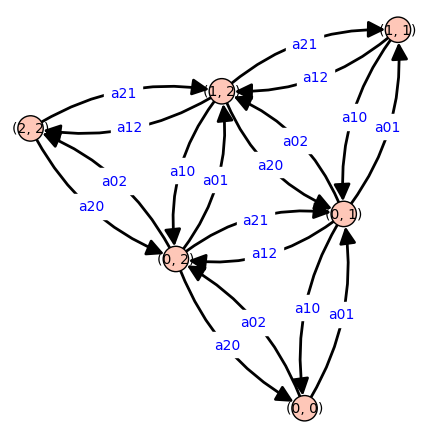 (1, 1)
a21
a12
(1, 2)
a21
a10
a01
(2, 2)
a12
a02
a10
a20
a02
a01
a20
a21
(0, 1)
a12
(0, 2)
a10
a01
a02
a20
(0, 0)